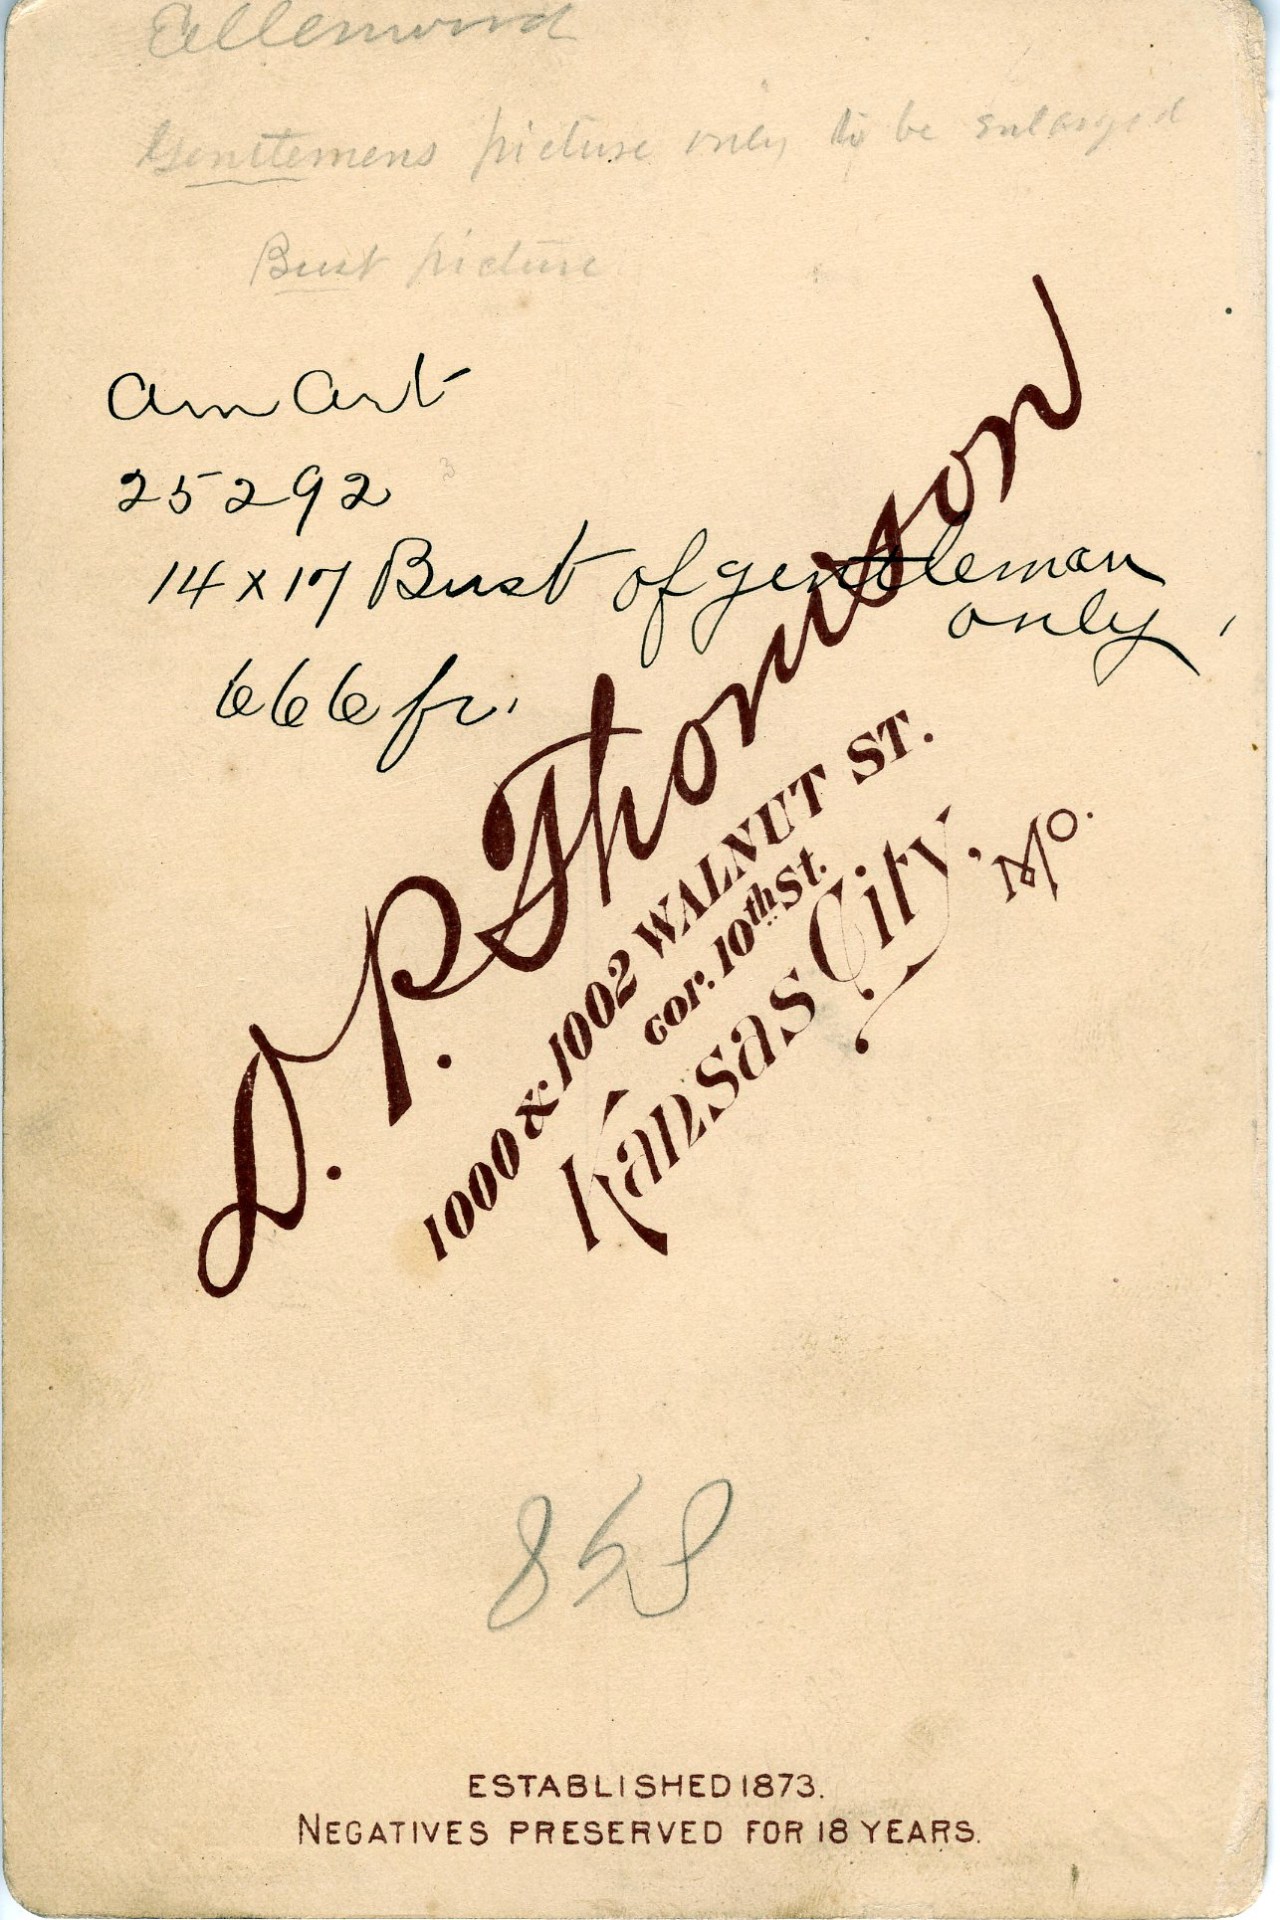 Gentlemens picture only to be enlarged
Bust picture
Am Art
25292
14 x 17 Bust of gentleman
only,
666 fr.
D. P. Thomson
1000 & 1002 WALNUT ST.
cor. 10th St.
Kansas City, Mo.
858
ESTABLISHED 1873.
NEGATIVES PRESERVED FOR 18 YEARS.